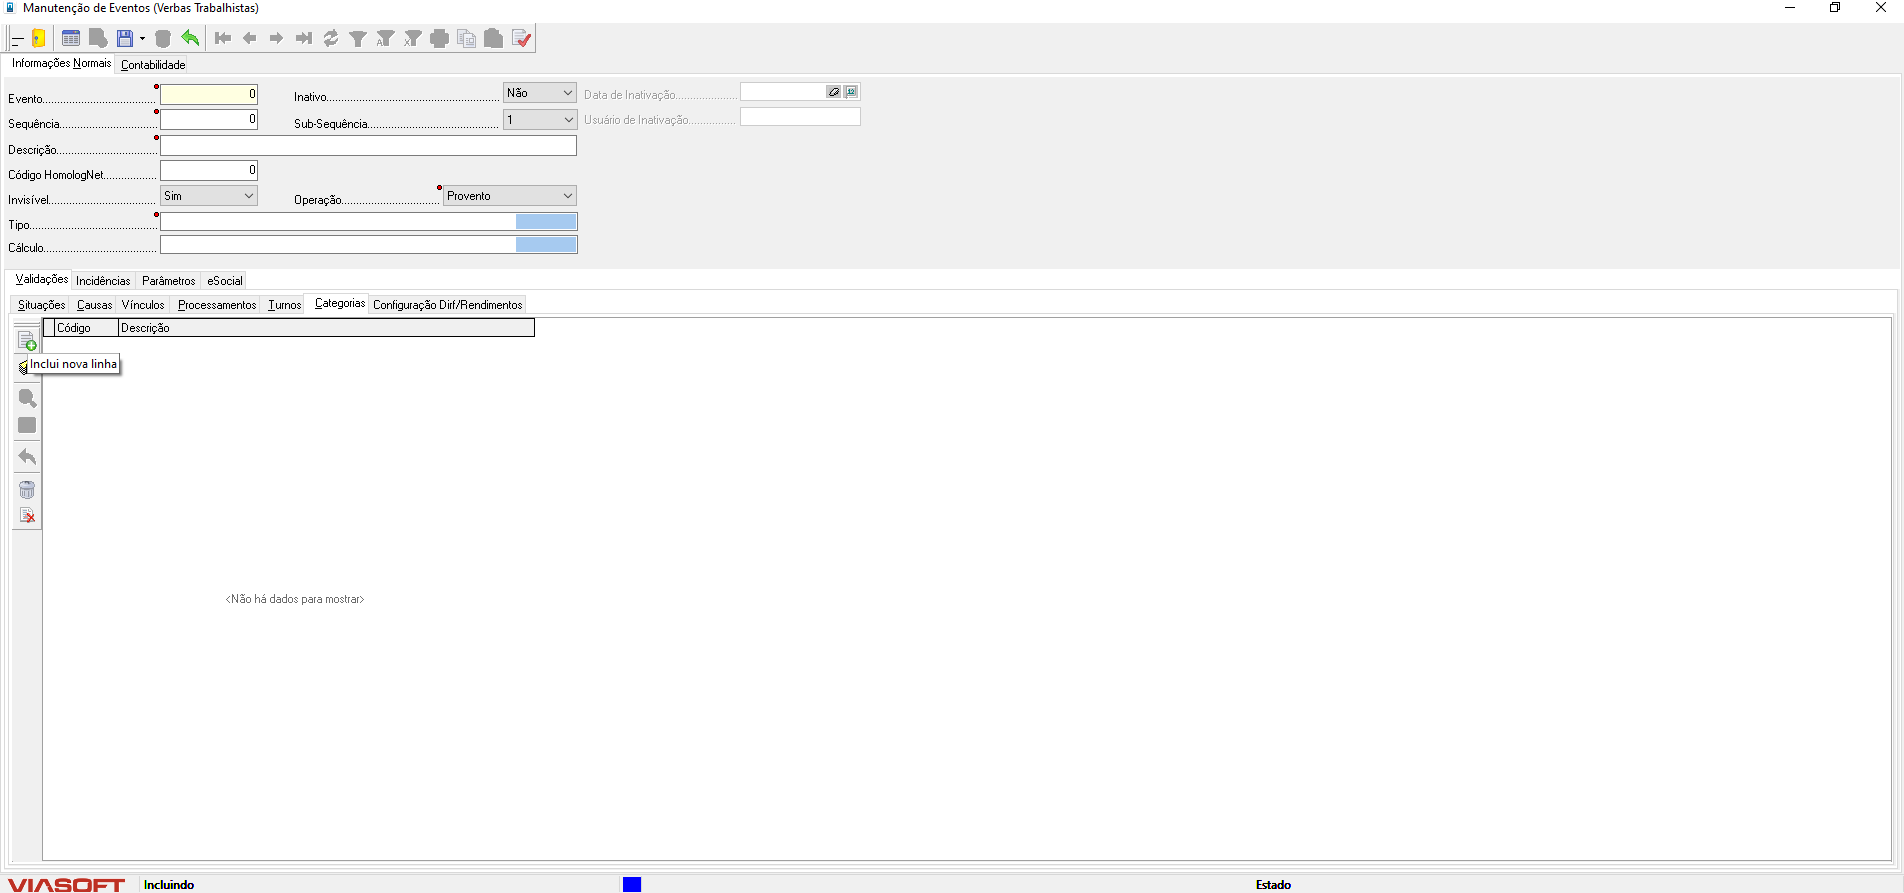 Manutenção de Eventos (Verbas Trabalhistas)
Informações Normais Contabilidade
Evento 0 Inativo Não Data de Inativação
Sequência 0 Sub-Sequência 1 Usuário de Inativação
Descrição
Código HomologNet 0
Invisível Sim Operação Provento
Tipo
Cálculo
Validações Incidências Parâmetros eSocial
Situações Causas Vínculos Processamentos Turnos Categorias Configuração Dirf/Rendimentos
Código Descrição
Inclui nova linha
<Não há dados para mostrar>
VIASOFT Incluindo Estado